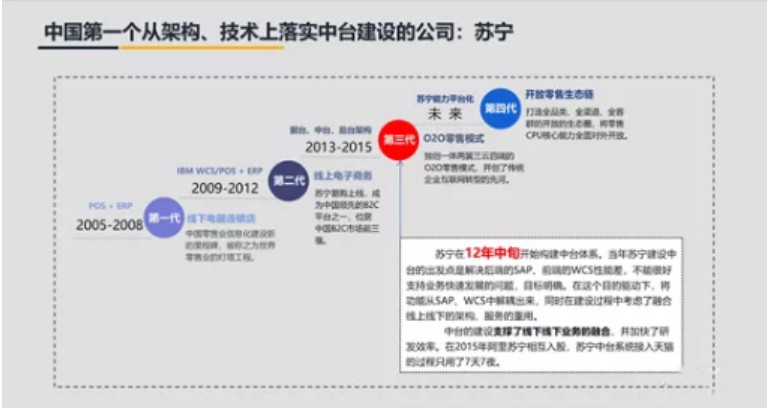 中国第一个从架构、技术上落实中台建设的公司：苏宁
POS + ERP
2005-2008
第一代
线下电器连锁店
中国零售业信息化建设新
的里程碑，被称之为世界
零售业的灯塔工程。
IBM WCS/POS + ERP
2009-2012
第二代
线上电子商务
苏宁易购上线，成
为中国领先的B2C
平台之一，位居
中国B2C市场前三
强。
前台、中台、后台架构
2013-2015
第三代
O2O零售模式
独创一体两翼三云四端的
O2O零售模式，开创了传统
企业互联网转型的先河。
苏宁能力平台化
未 来
第四代
开放零售生态链
打造全品类、全渠道、全客
群的开放的生态圈，将零售
CPU核心能力全面对外开放。
苏宁在12年中旬开始构建中台体系。当年苏宁建设中
台的出发点是解决后端的SAP、前端的WCS性能差，不能很好
支持业务快速发展的问题，目标明确。在这个目的驱动下，将
功能从SAP、WCS中解耦出来，同时在建设过程中考虑了融合
线上线下的架构、服务的重用。
中台的建设支撑了线下线下业务的融合，并加快了研
发效率。在2015年阿里苏宁相互入股，苏宁中台系统接入天猫
的过程只用了7天7夜。